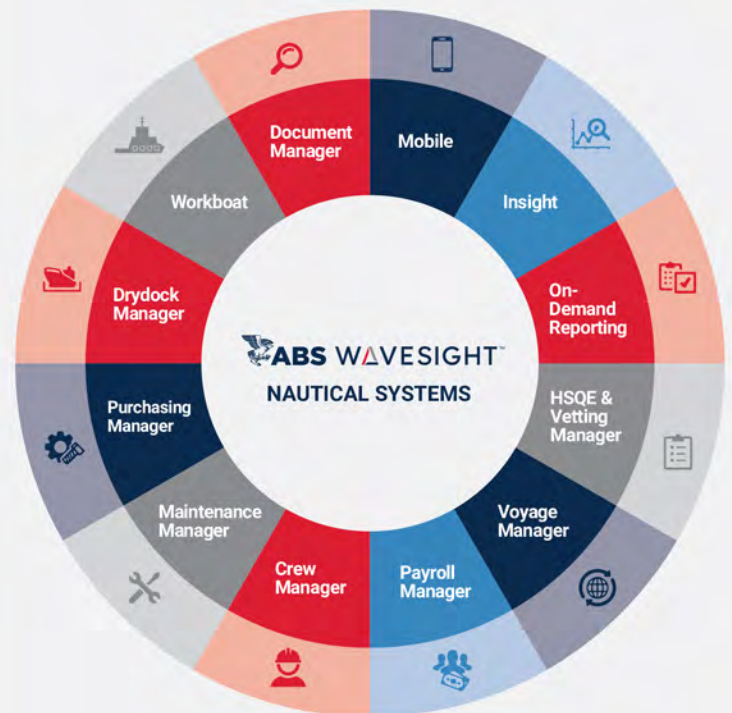 Document
Manager
Mobile
Insight
On-
Demand
Reporting
HSQE &
Vetting
Manager
Voyage
Manager
Payroll
Manager
Crew
Manager
Maintenance
Manager
Purchasing
Manager
Drydock
Manager
Workboat
ABS WAVESIGHT™
NAUTICAL SYSTEMS